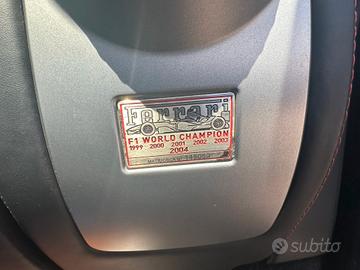 Ferrari
F1 WORLD CHAMPION
1999 2000 2001 2002 2003
2004
subito